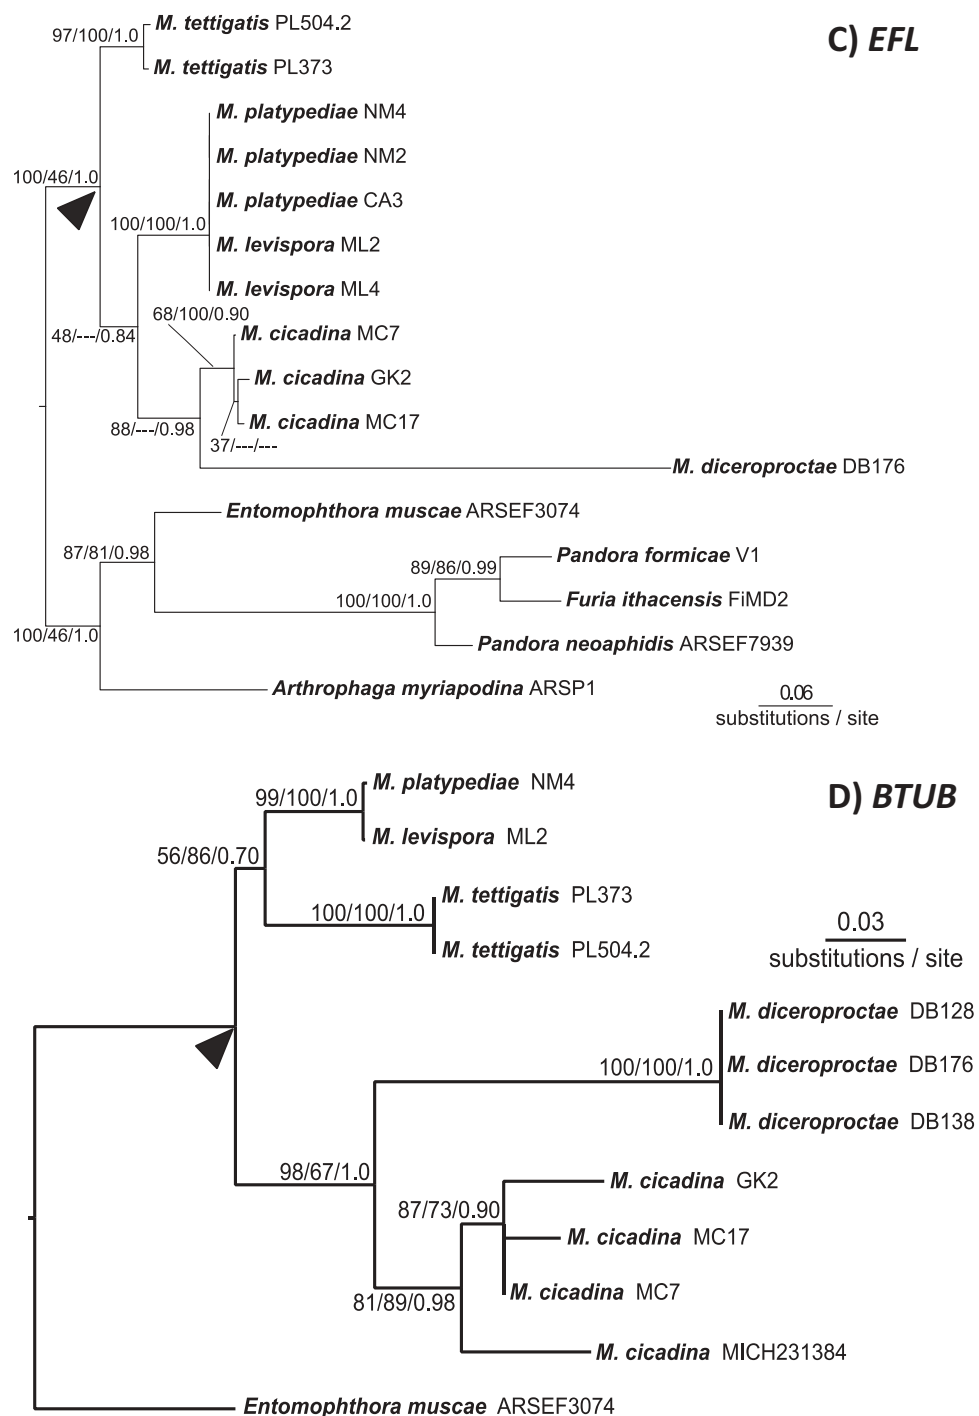 M. tettigatis PL504.2
97/100/1.0
C) EFL
M. tettigatis PL373
M. platypediae NM4
M. platypediae NM2
100/46/1.0
M. platypediae CA3
100/100/1.0
M. levispora ML2
M. levispora ML4
68/100/0.90
48/---/0.84
M. cicadina MC7
M. cicadina GK2
M. cicadina MC17
88/---/0.98
37/---/---
M. diceroproctae DB176
Entomophthora muscae ARSEF3074
87/81/0.98
Pandora formicae V1
89/86/0.99
Furia ithacensis FiMD2
100/100/1.0
100/46/1.0
Pandora neoaphidis ARSEF7939
Arthrophaga myriapodina ARSP1
0.06
substitutions / site
M. platypediae NM4
99/100/1.0
D) BTUB
M. levispora ML2
56/86/0.70
M. tettigatis PL373
100/100/1.0
0.03
M. tettigatis PL504.2
substitutions / site
M. diceroproctae DB128
100/100/1.0
M. diceroproctae DB176
M. diceroproctae DB138
98/67/1.0
M. cicadina GK2
87/73/0.90
M. cicadina MC17
M. cicadina MC7
81/89/0.98
M. cicadina MICH231384
Entomophthora muscae ARSEF3074